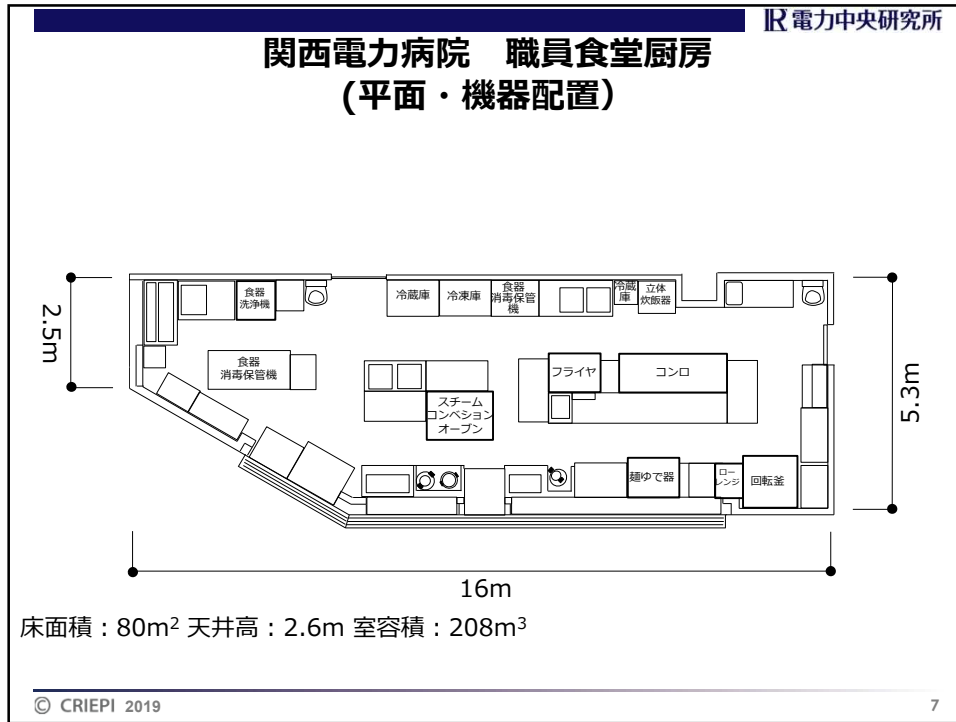 電力中央研究所
関西電力病院　職員食堂厨房
(平面・機器配置）
2.5m
食器
洗浄機
冷蔵庫
冷凍庫
食器
消毒保管
機
冷蔵
庫
立体
炊飯器
食器
消毒保管機
フライヤ
コンロ
スチーム
コンベション
オーブン
5.3m
麺ゆで器
ロー
レンジ
回転釜
16m
床面積：80m² 天井高：2.6m 室容積：208m³
© CRIEPI 2019
7